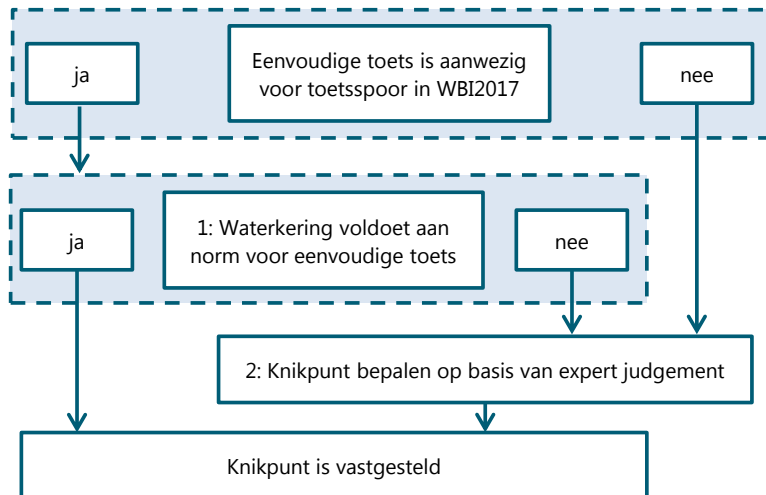 ja
Eenvoudige toets is aanwezig
voor toetsspoor in WBI2017
nee
ja
1: Waterkering voldoet aan
norm voor eenvoudige toets
nee
2: Knikpunt bepalen op basis van expert judgement
Knikpunt is vastgesteld